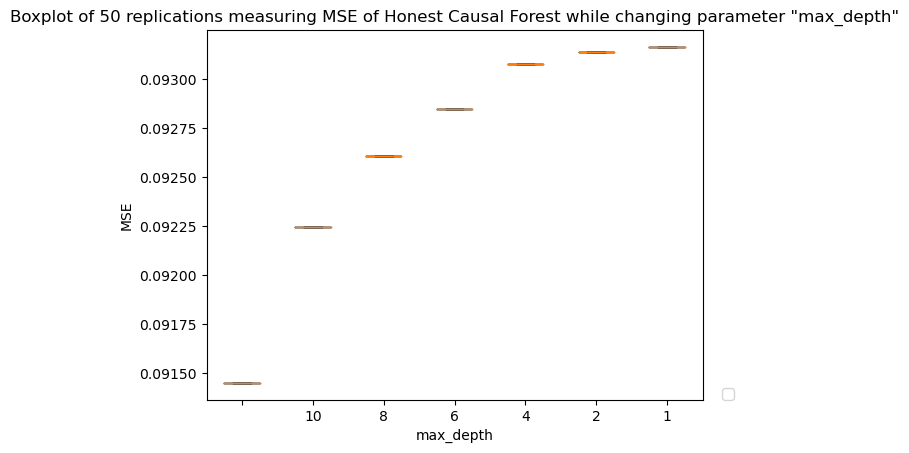 Boxplot of 50 replications measuring MSE of Honest Causal Forest while changing parameter "max_depth"
0.09300
0.09275
0.09250
0.09225
0.09200
0.09175
0.09150
MSE
10 8 6 4 2 1
max_depth